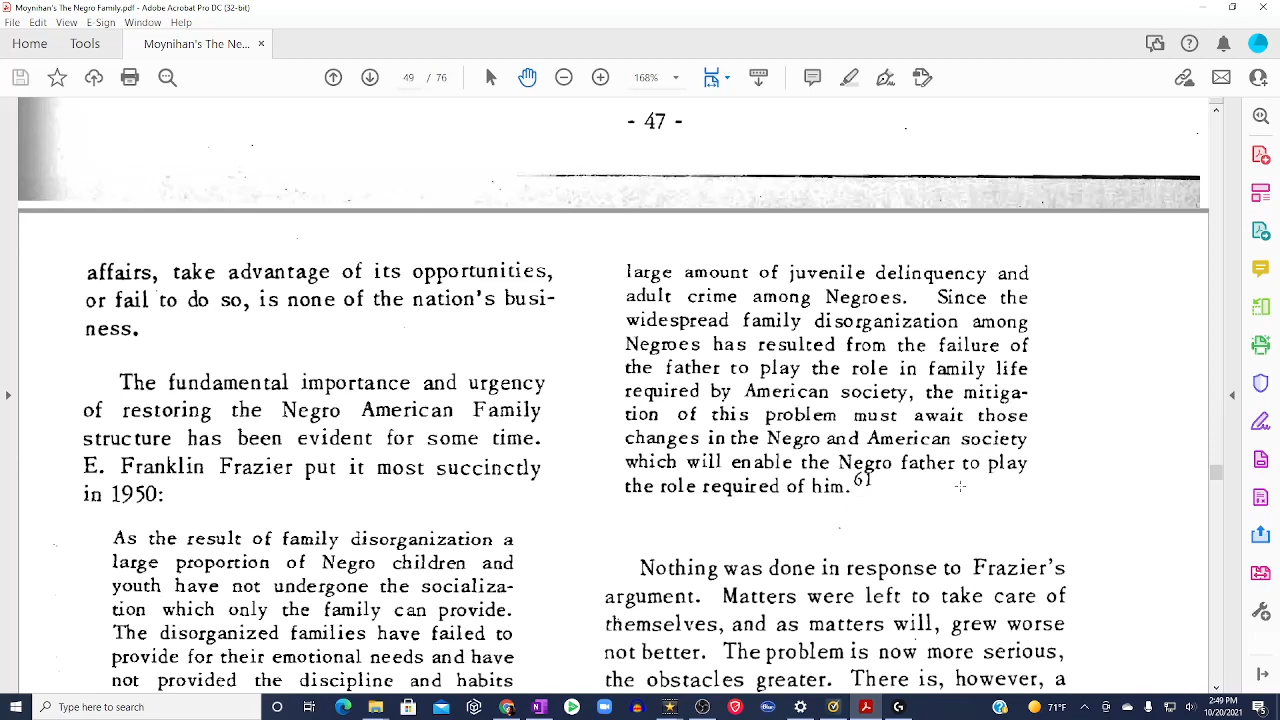 Moynihan's The Negro Family.pdf - Adobe Acrobat Pro DC (32-bit)
File Edit View E-Sign Window Help
Home Tools Moynihan's The Ne... ×
49 / 76 168%
- 47 -
affairs, take advantage of its opportunities,
or fail to do so, is none of the nation's busi-
ness.
The fundamental importance and urgency
of restoring the Negro American Family
structure has been evident for some time.
E. Franklin Frazier put it most succinctly
in 1950:
As the result of family disorganization a
large proportion of Negro children and
youth have not undergone the socializa-
tion which only the family can provide.
The disorganized families have failed to
provide for their emotional needs and have
not provided the discipline and habits
large amount of juvenile delinquency and
adult crime among Negroes. Since the
widespread family disorganization among
Negroes has resulted from the failure of
the father to play the role in family life
required by American society, the mitiga-
tion of this problem must await those
changes in the Negro and American society
which will enable the Negro father to play
the role required of him.61
Nothing was done in response to Frazier's
argument. Matters were left to take care of
themselves, and as matters will, grew worse
not better. The problem is now more serious,
the obstacles greater. There is, however, a
Type here to search
71°F
2:49 PM
10/20/2021